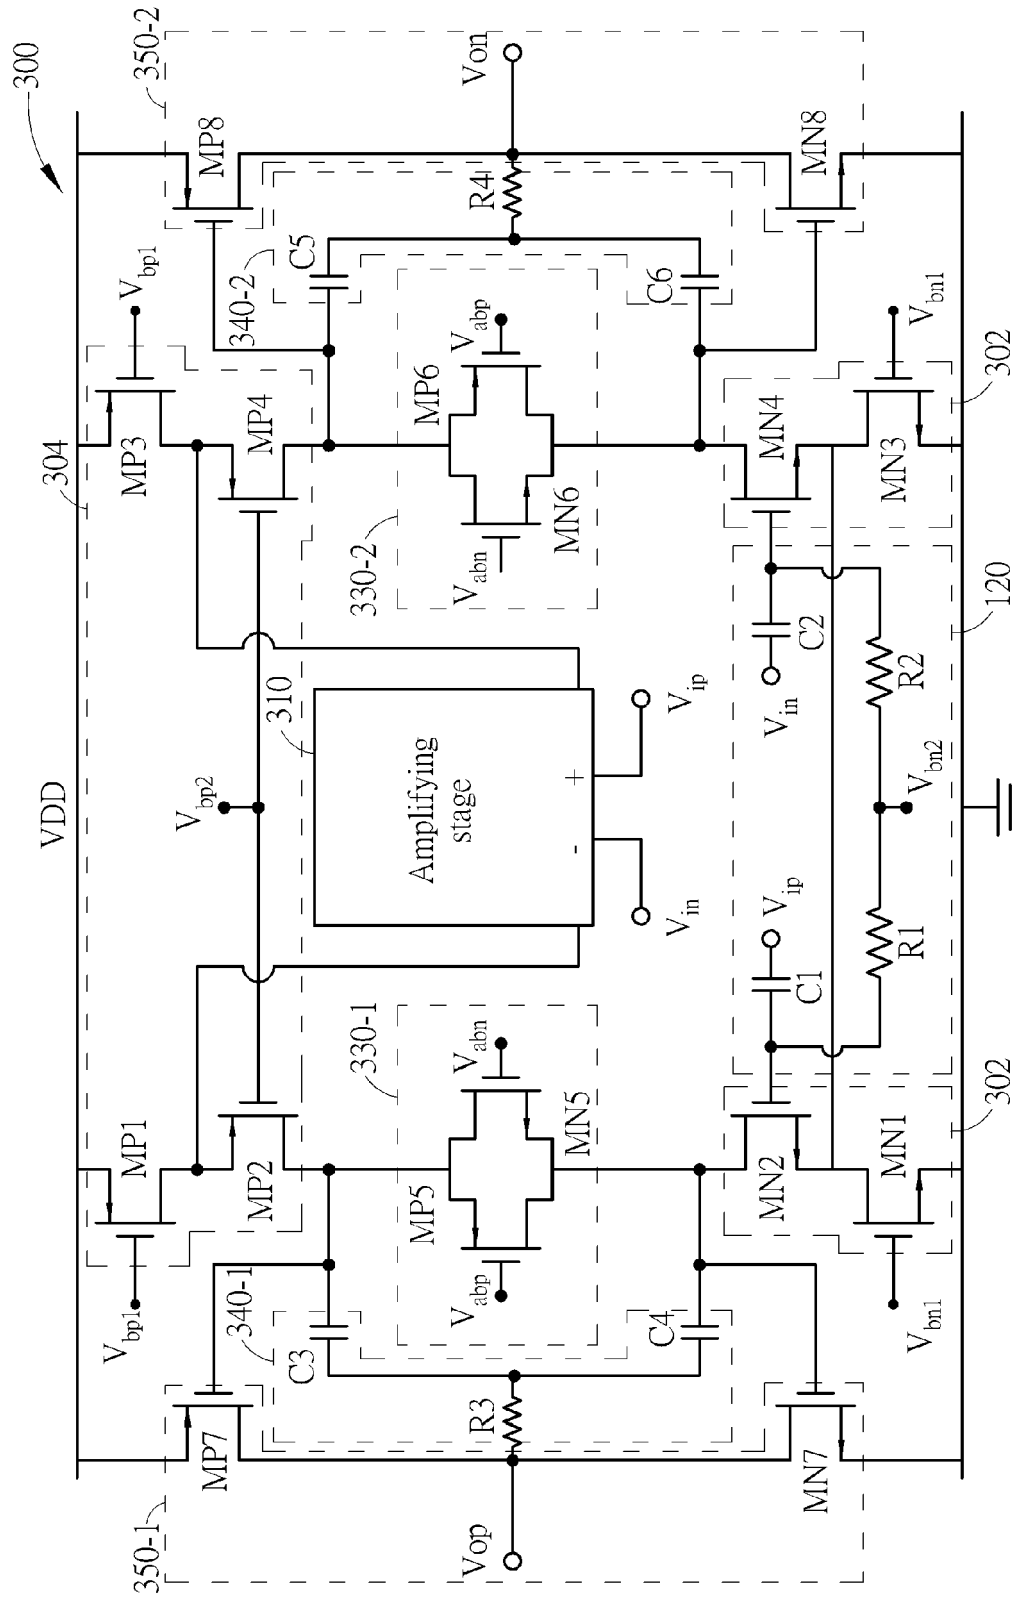 300
VDD
304
350-1
350-2
MP7
Vbp1
MP1
MP2
Vbp2
MP3
MP4
Vbp1
MP8
310
Amplifying
stage
-
+
Vin
Vip
340-1
C3
R3
C4
Vop
330-1
MP5
Vabp
Vabn
MN5
330-2
Vabn
MN6
MP6
Vabp
340-2
C5
R4
C6
Von
MN7
Vbn1
MN2
MN1
302
C1
Vip
R1
Vbn2
Vin
C2
R2
120
MN4
MN3
302
Vbn1
MN8